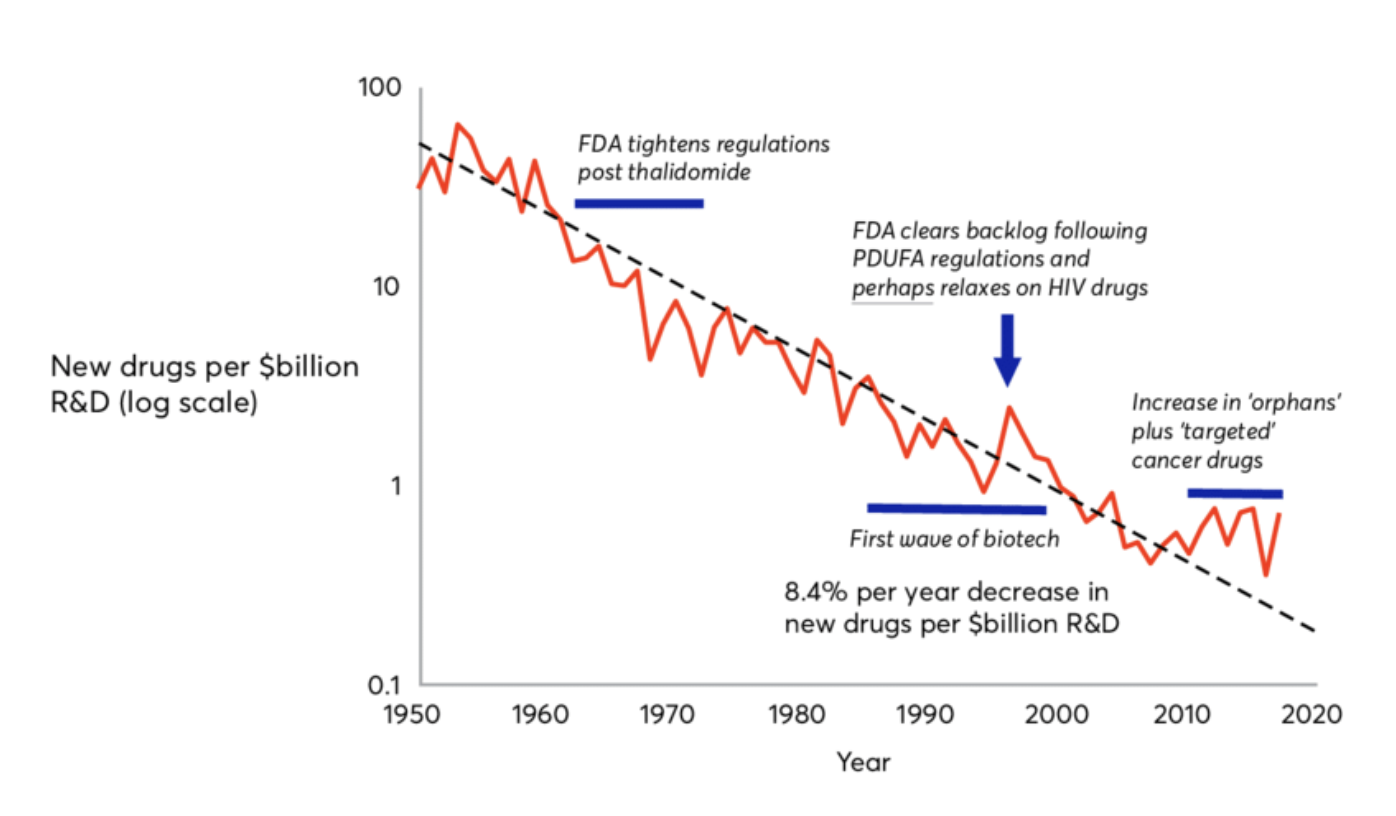 100
FDA tightens regulations
post thalidomide
FDA clears backlog following
PDUFA regulations and
perhaps relaxes on HIV drugs
10
New drugs per $billion
R&D (log scale)
Increase in ‘orphans’
plus ‘targeted’
cancer drugs
1
First wave of biotech
8.4% per year decrease in
new drugs per $billion R&D
0.1
1950 1960 1970 1980 1990 2000 2010 2020
Year